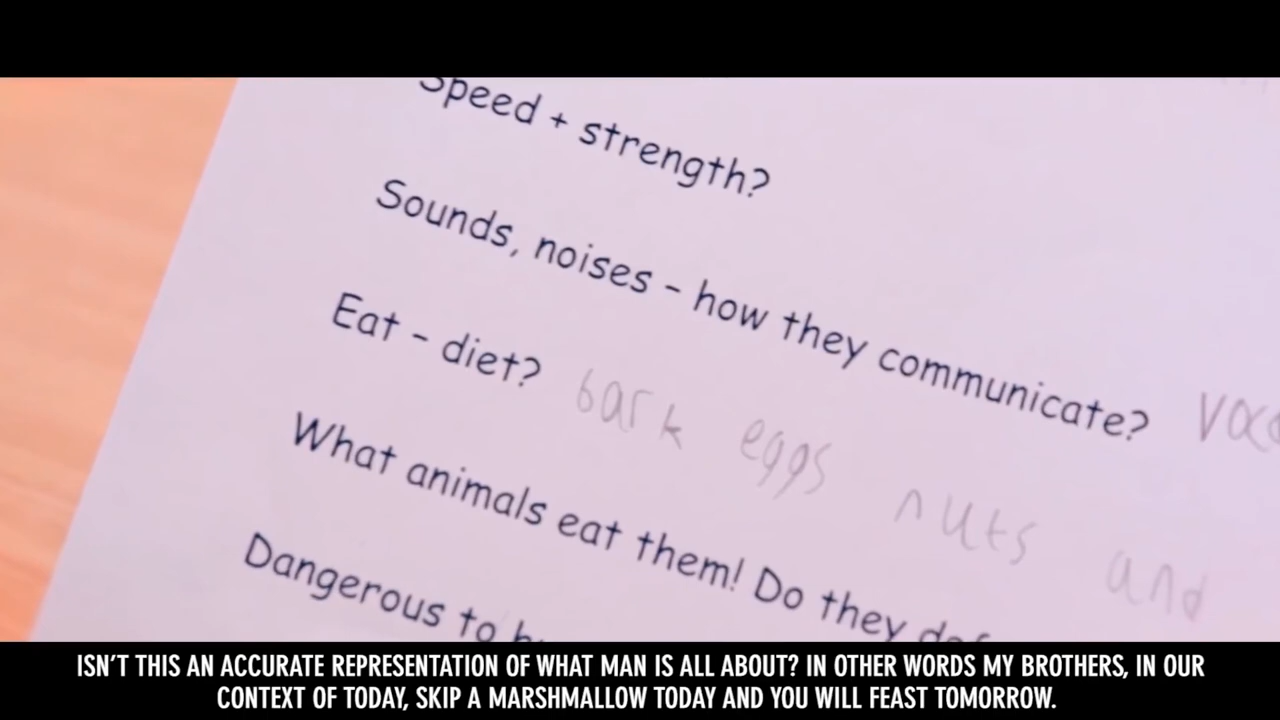 Speed + strength?
Sounds, noises - how they communicate?
Eat - diet? bark eggs nuts and
What animals eat them! Do they
Dangerous to
ISN'T THIS AN ACCURATE REPRESENTATION OF WHAT MAN IS ALL ABOUT? IN OTHER WORDS MY BROTHERS, IN OUR
CONTEXT OF TODAY, SKIP A MARSHMALLOW TODAY AND YOU WILL FEAST TOMORROW.